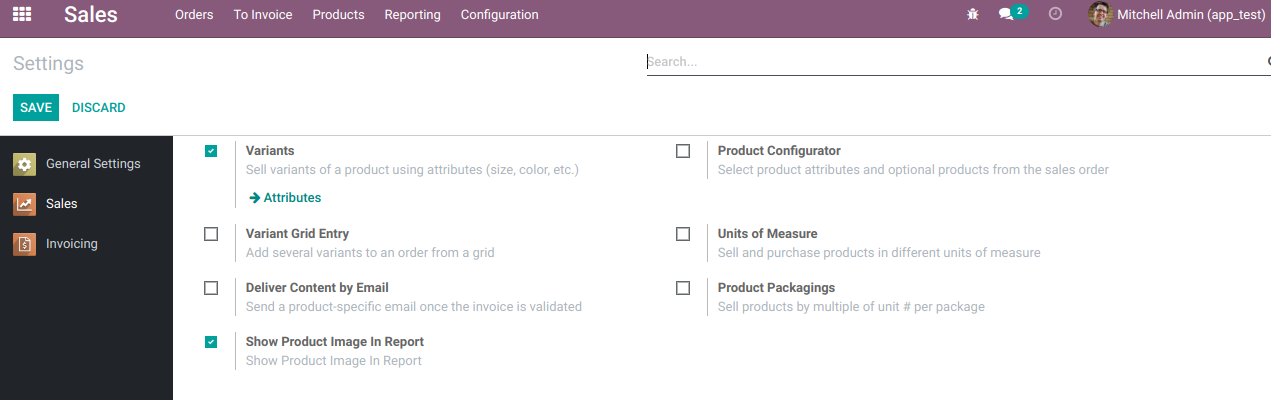 Sales Orders To Invoice Products Reporting Configuration 2 Mitchell Admin (app_test)
Settings Search...
SAVE DISCARD
General Settings
Sales
Invoicing
Variants
Sell variants of a product using attributes (size, color, etc.)
Attributes
Product Configurator
Select product attributes and optional products from the sales order
Variant Grid Entry
Add several variants to an order from a grid
Units of Measure
Sell and purchase products in different units of measure
Deliver Content by Email
Send a product-specific email once the invoice is validated
Product Packagings
Sell products by multiple of unit # per package
Show Product Image In Report
Show Product Image In Report